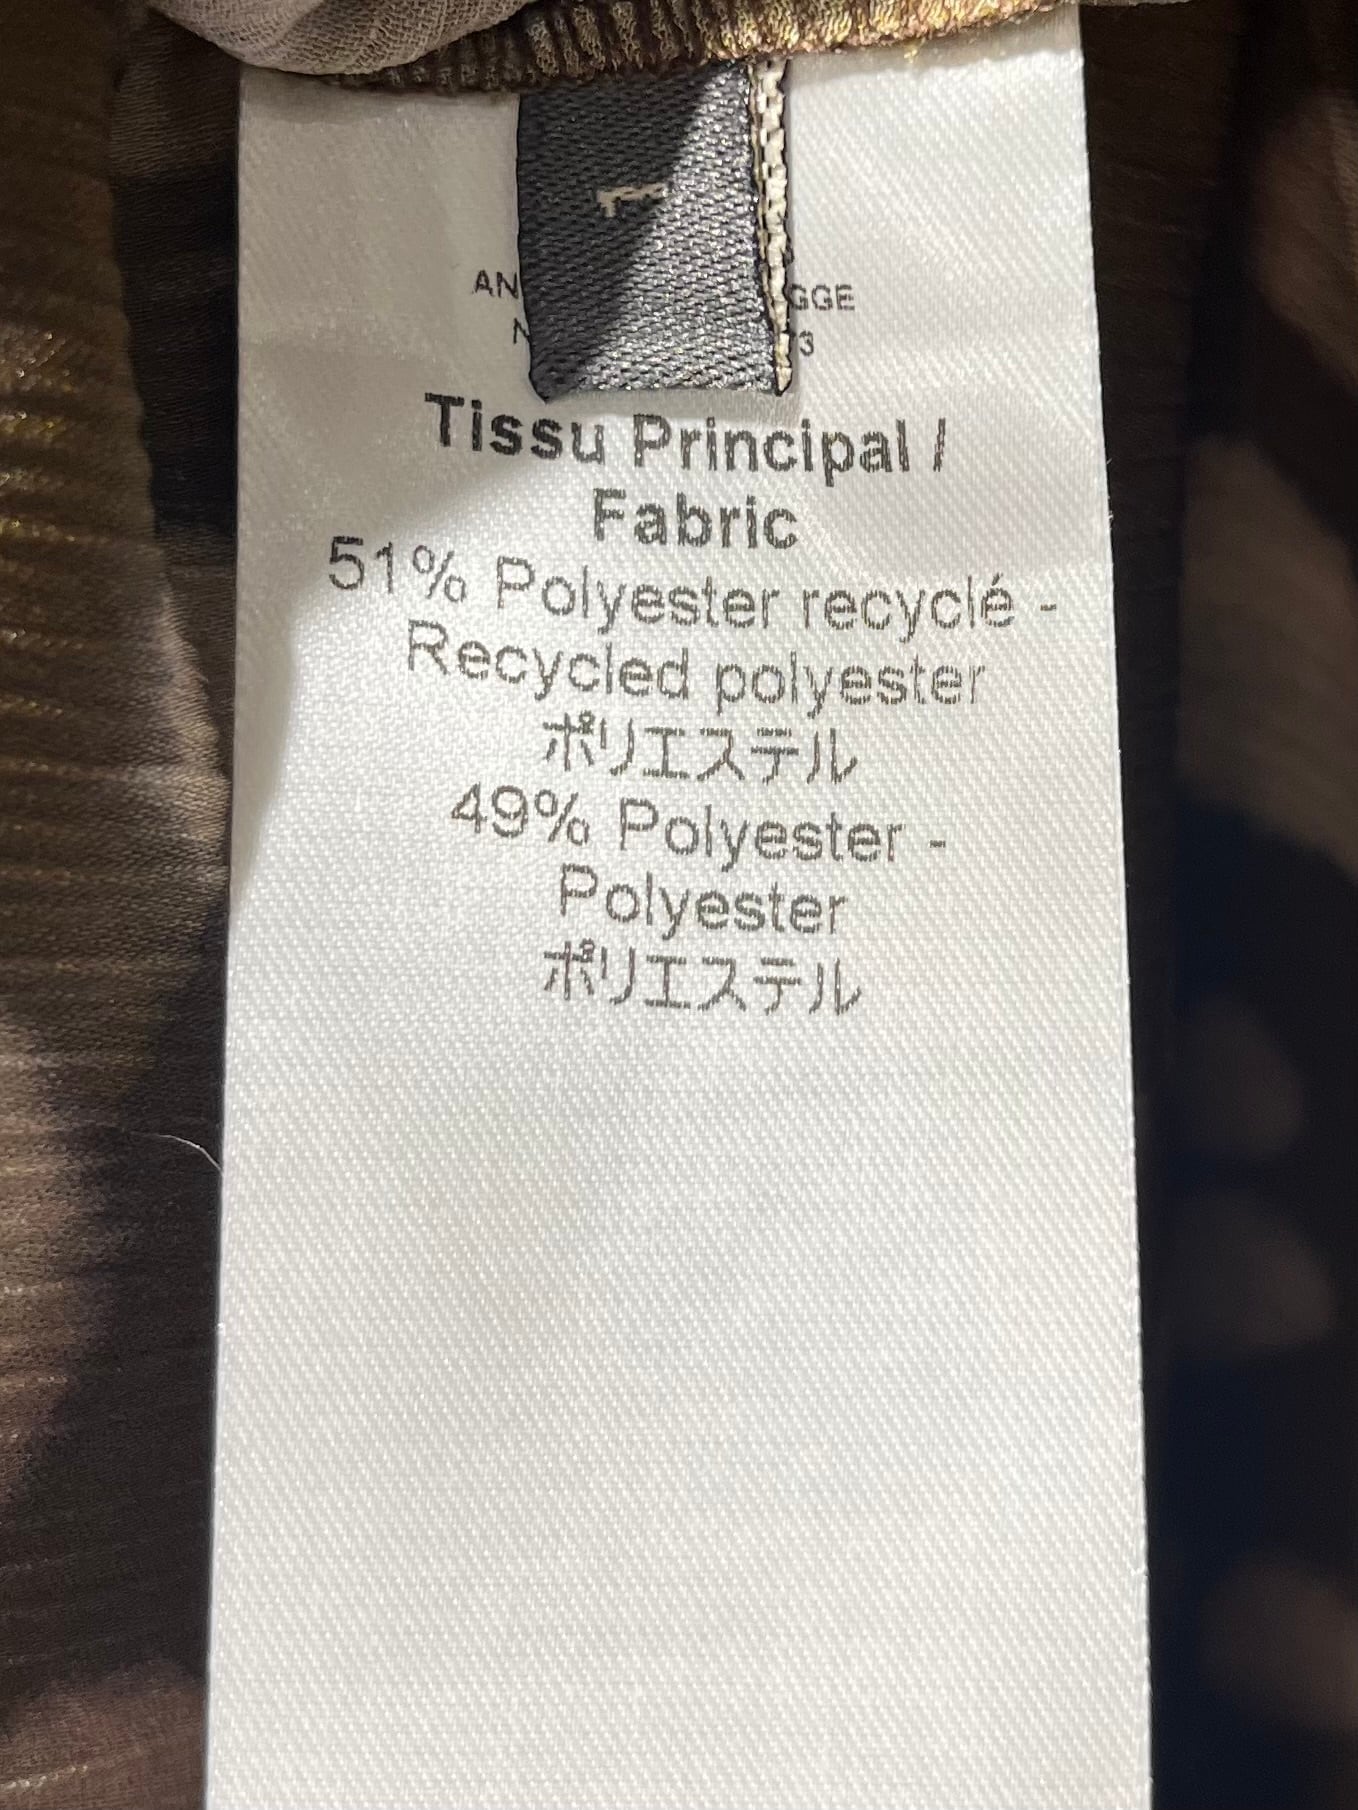 1
Tissu Principal /
Fabric
51% Polyester recyclé -
Recycled polyester
ポリエステル
49% Polyester -
Polyester
ポリエステル